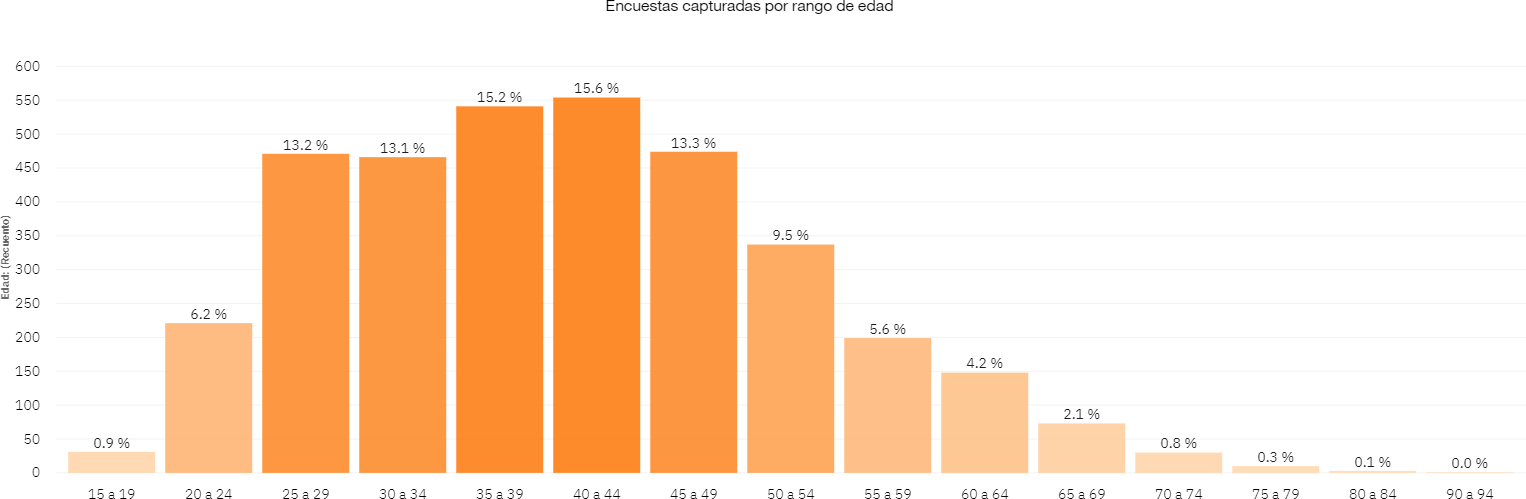 Encuestas capturadas por rango de edad
600
550
500
450
400
350
300
250
200
150
100
50
0
Edad: (Recuento)
0.9 %
6.2 %
13.2 %
13.1 %
15.2 %
15.6 %
13.3 %
9.5 %
5.6 %
4.2 %
2.1 %
0.8 %
0.3 %
0.1 %
0.0 %
15 a 19
20 a 24
25 a 29
30 a 34
35 a 39
40 a 44
45 a 49
50 a 54
55 a 59
60 a 64
65 a 69
70 a 74
75 a 79
80 a 84
90 a 94